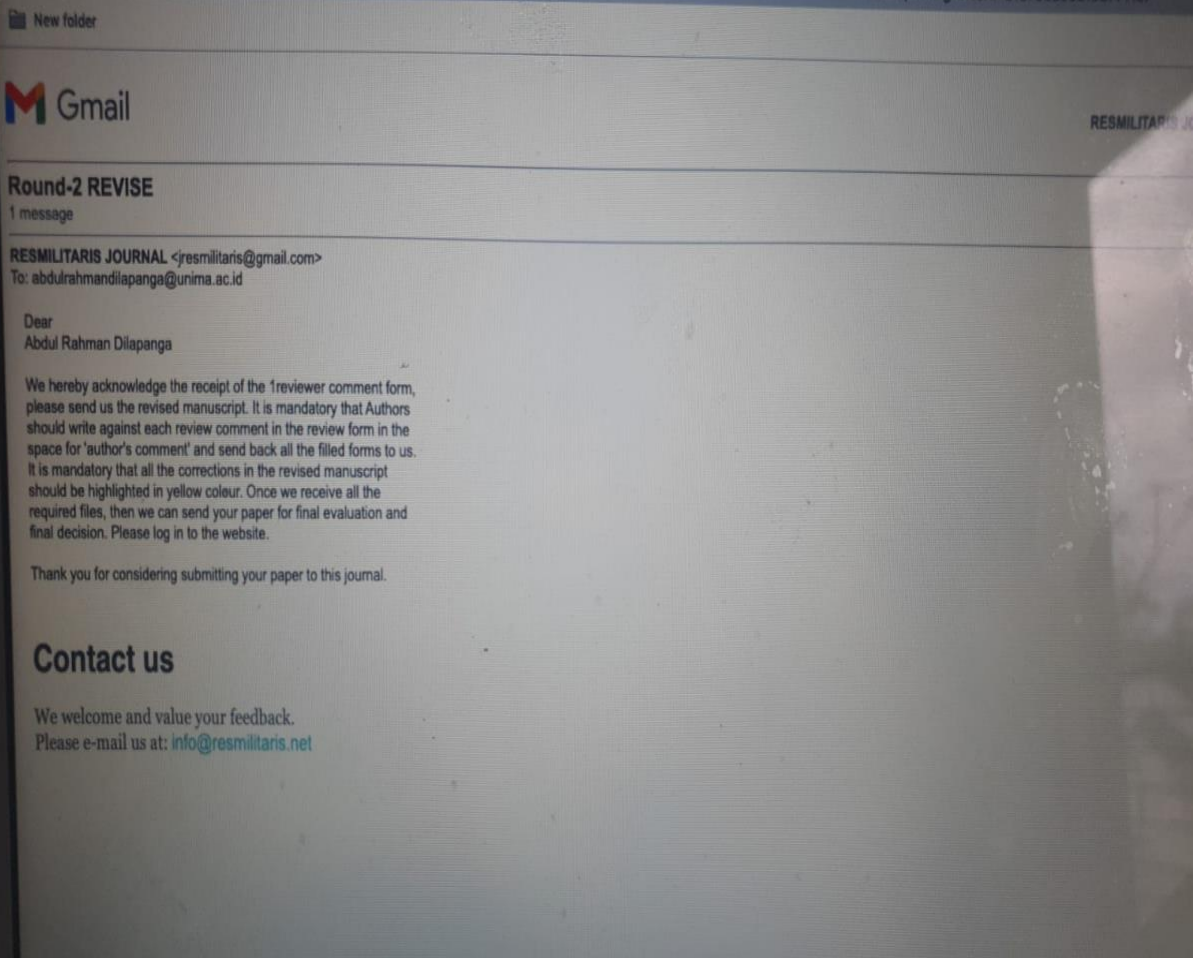 New folder
Gmail
RESMILITARIS
Round-2 REVISE
1 message
RESMILITARIS JOURNAL <jresmilitaris@gmail.com>
To: abdulrahmandilapanga@unima.ac.id
Dear
Abdul Rahman Dilapanga
We hereby acknowledge the receipt of the 1reviewer comment form,
please send us the revised manuscript. It is mandatory that Authors
should write against each review comment in the review form in the
space for 'author's comment' and send back all the filled forms to us.
It is mandatory that all the corrections in the revised manuscript
should be highlighted in yellow colour. Once we receive all the
required files, then we can send your paper for final evaluation and
final decision. Please log in to the website.
Thank you for considering submitting your paper to this journal.
Contact us
We welcome and value your feedback.
Please e-mail us at: info@resmilitaris.net